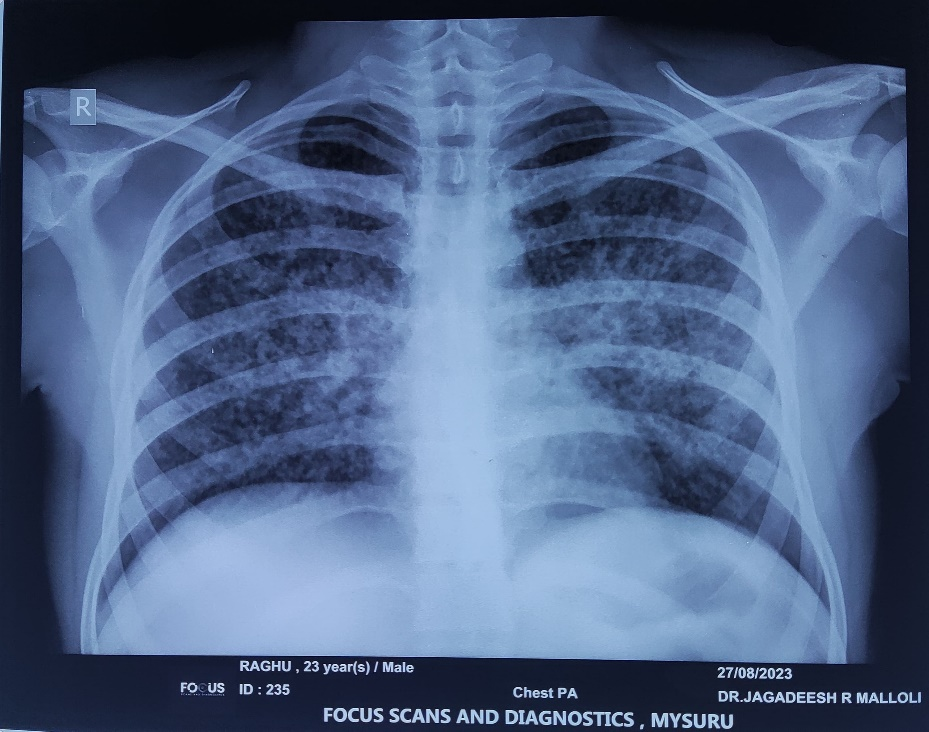 R
RAGHU , 23 year(s) / Male
27/08/2023
FOCUS
ID : 235
Chest PA
DR.JAGADEESH R MALLOLI
FOCUS SCANS AND DIAGNOSTICS , MYSURU